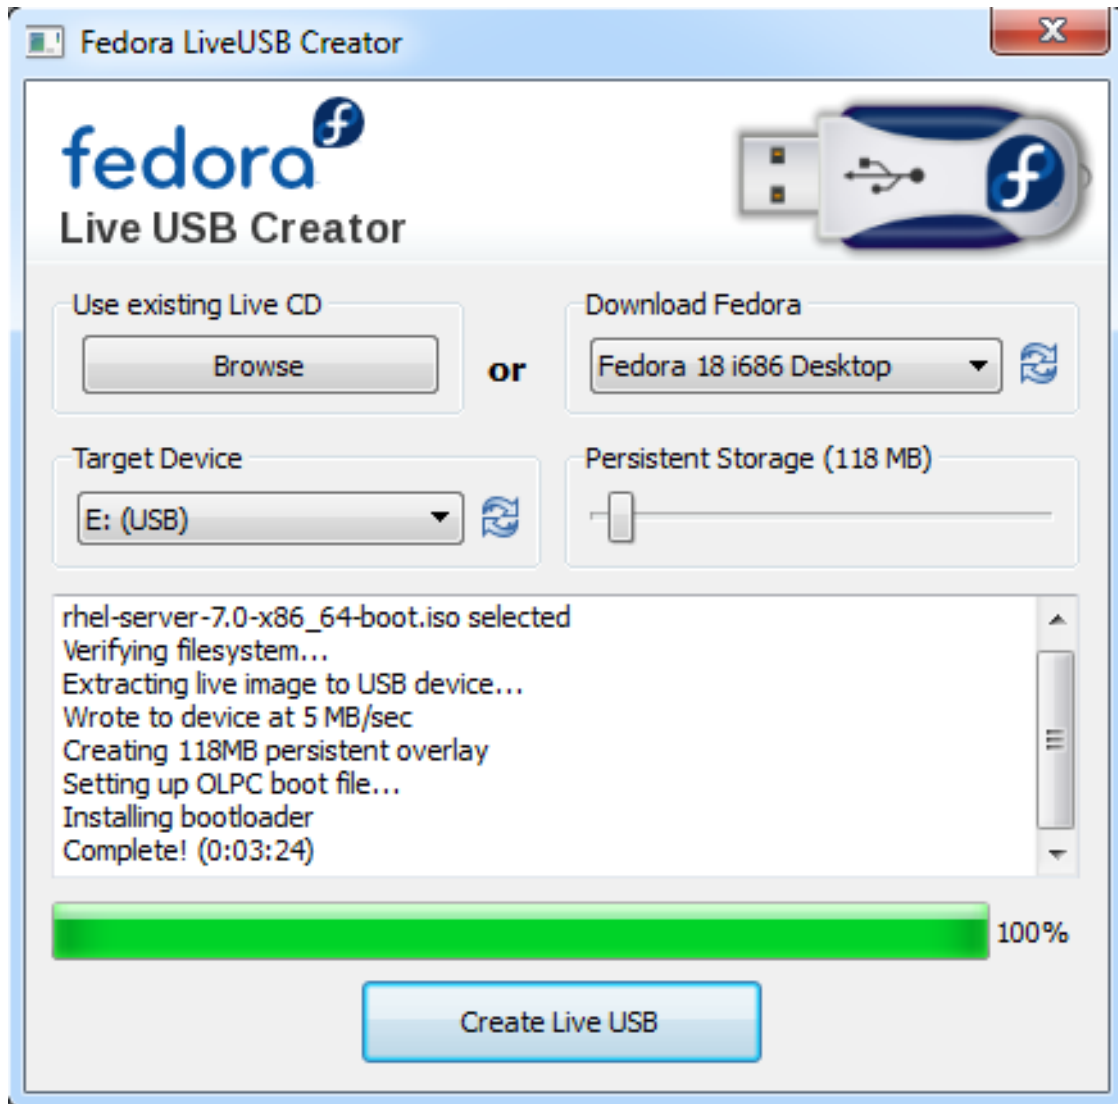 Fedora LiveUSB Creator
fedora
Live USB Creator
Use existing Live CD
Browse
or
Download Fedora
Fedora 18 i686 Desktop
Target Device
E: (USB)
Persistent Storage (118 MB)
rhel-server-7.0-x86_64-boot.iso selected
Verifying filesystem...
Extracting live image to USB device...
Wrote to device at 5 MB/sec
Creating 118MB persistent overlay
Setting up OLPC boot file...
Installing bootloader
Complete! (0:03:24)
100%
Create Live USB